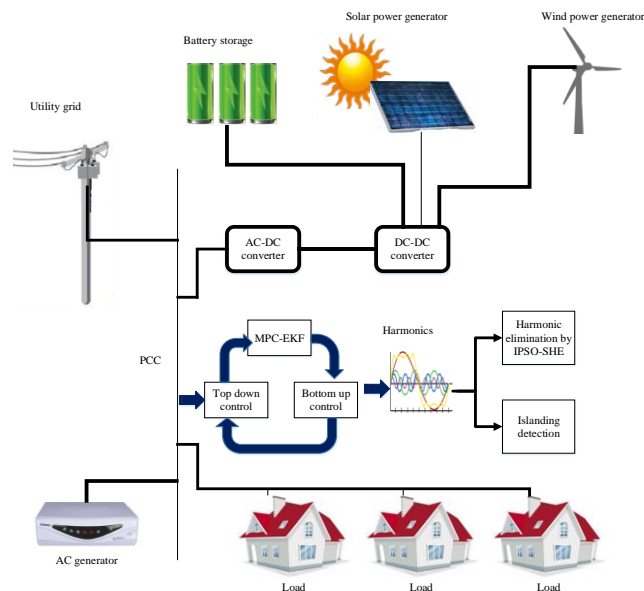 Solar power generator
Wind power generator
Battery storage
Utility grid
AC-DC
converter
DC-DC
converter
MPC-EKF
Harmonics
Harmonic
elimination by
IPSO-SHE
PCC
Top down
control
Bottom up
control
Islanding
detection
AC generator
Load
Load
Load